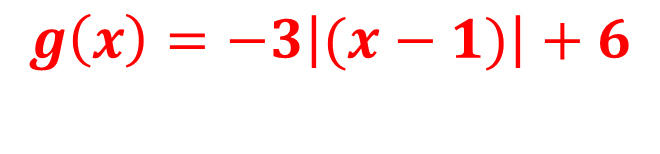 g(x) = −3|(x − 1)| + 6